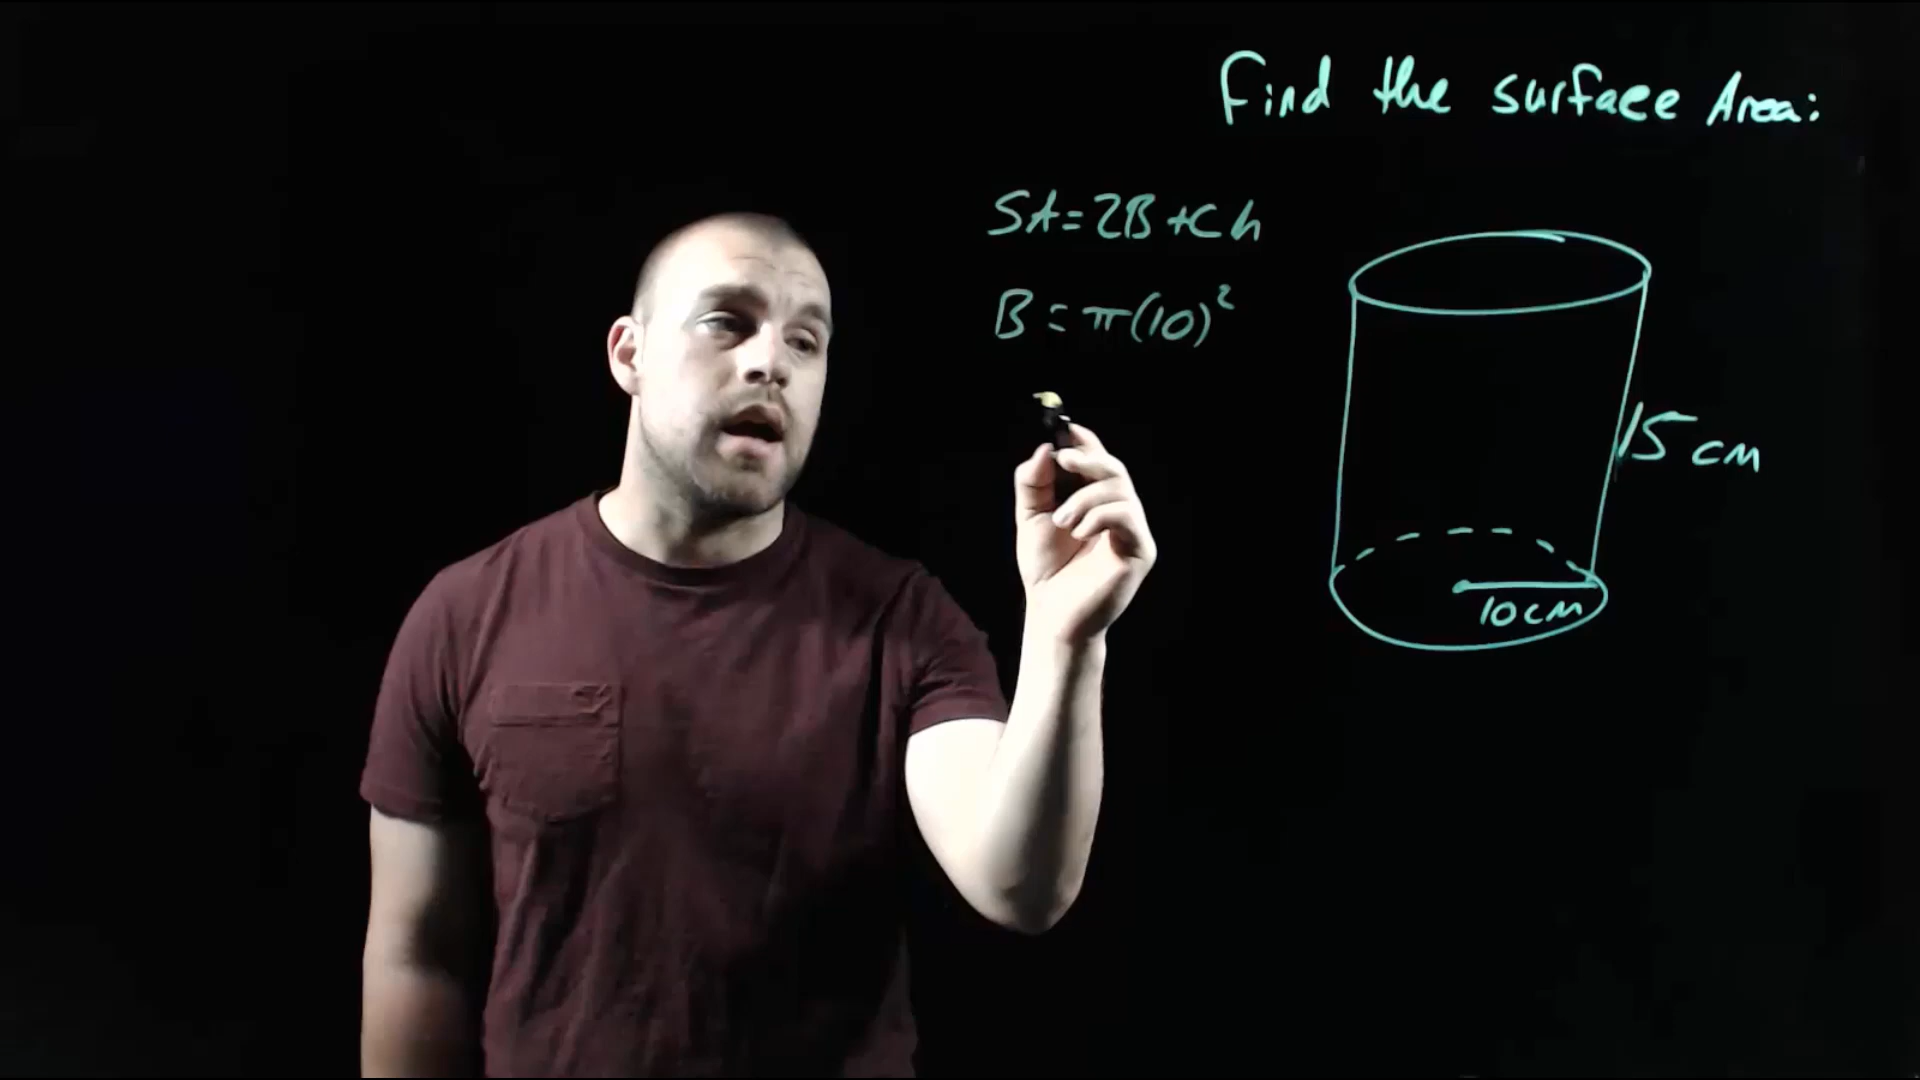 Find the surface Area:
SA=2B+Ch
B=π(10)²
15 cm
10cm